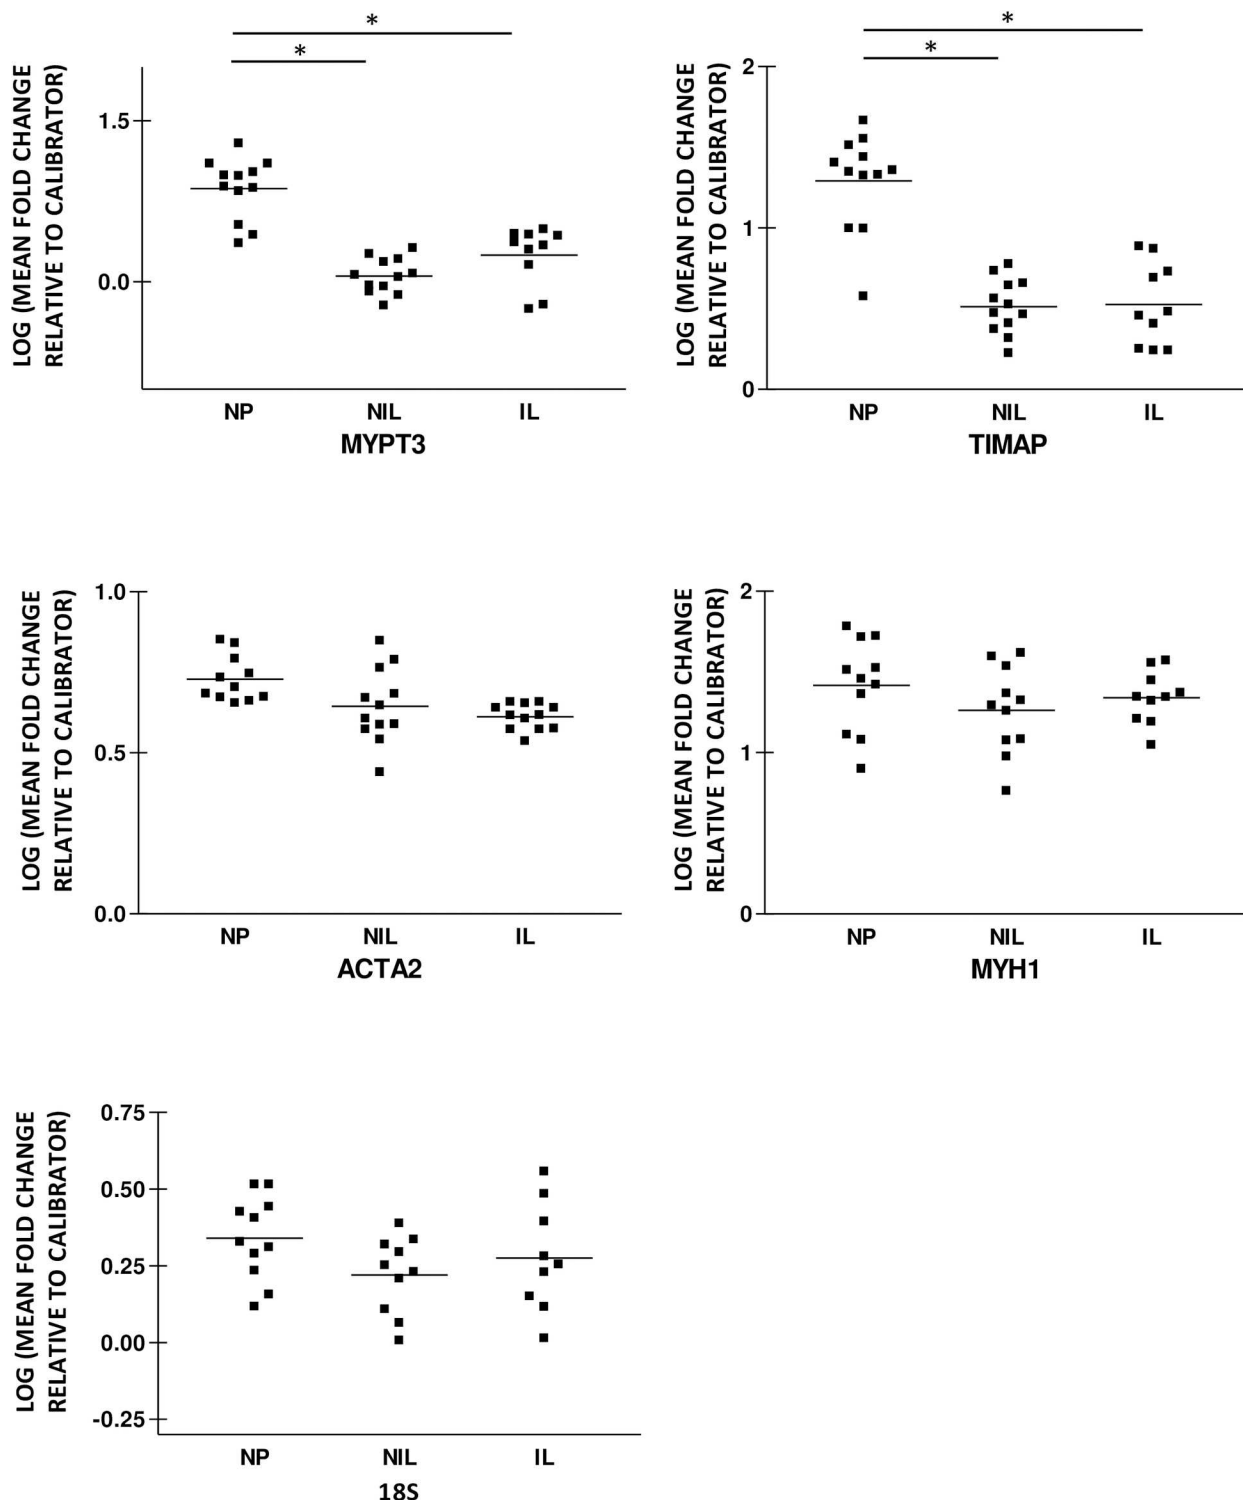 *
*
LOG (MEAN FOLD CHANGE
RELATIVE TO CALIBRATOR)
1.5
0.0
NP NIL IL
MYPT3
*
*
LOG (MEAN FOLD CHANGE
RELATIVE TO CALIBRATOR)
2
1
0
NP NIL IL
TIMAP
LOG (MEAN FOLD CHANGE
RELATIVE TO CALIBRATOR)
1.0
0.5
0.0
NP NIL IL
ACTA2
LOG (MEAN FOLD CHANGE
RELATIVE TO CALIBRATOR)
2
1
0
NP NIL IL
MYH1
LOG (MEAN FOLD CHANGE
RELATIVE TO CALIBRATOR)
0.75
0.50
0.25
0.00
-0.25
NP NIL IL
18S